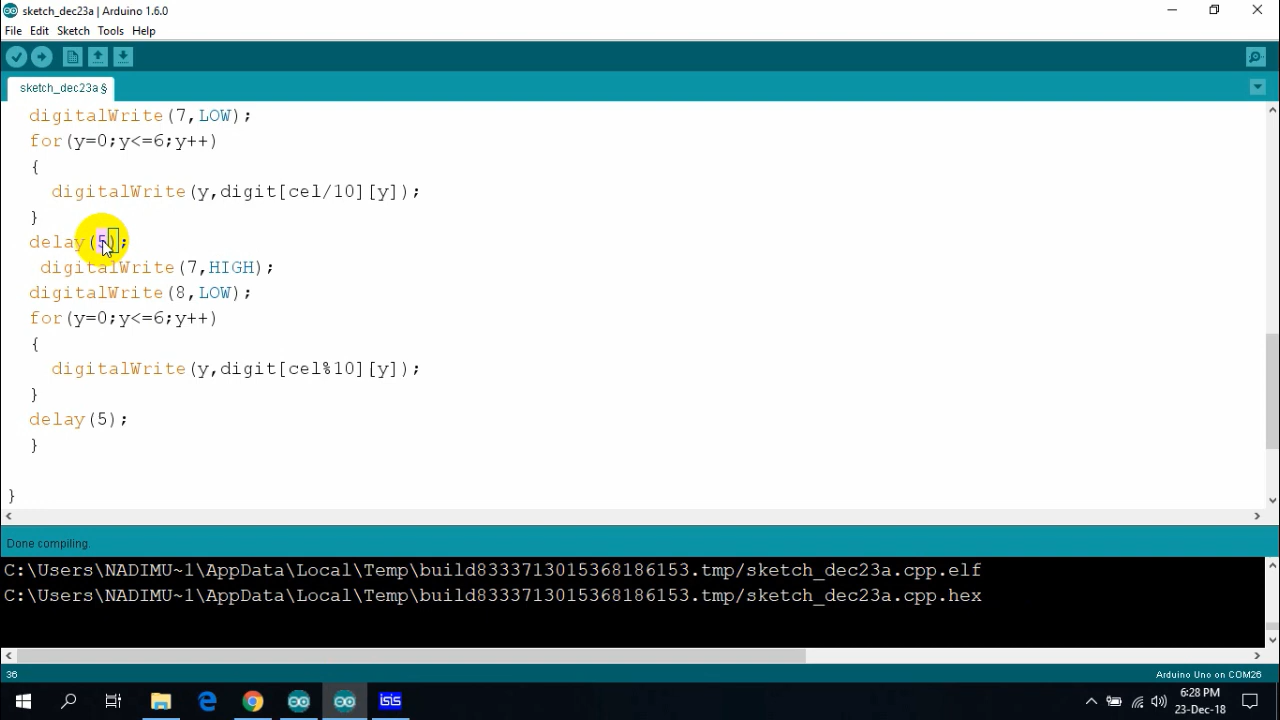 sketch_dec23a | Arduino 1.6.0
File Edit Sketch Tools Help
sketch_dec23a §
digitalWrite(7,LOW);
for(y=0;y<=6;y++)
{
digitalWrite(y,digit[cel/10][y]);
}
delay(5);
digitalWrite(7,HIGH);
digitalWrite(8,LOW);
for(y=0;y<=6;y++)
{
digitalWrite(y,digit[cel%10][y]);
}
delay(5);
}
}
Done compiling.
C:\Users\NADIMU~1\AppData\Local\Temp\build8333713015368186153.tmp/sketch_dec23a.cpp.elf
C:\Users\NADIMU~1\AppData\Local\Temp\build8333713015368186153.tmp/sketch_dec23a.cpp.hex
36 Arduino Uno on COM26
isis
6:28 PM
23-Dec-18